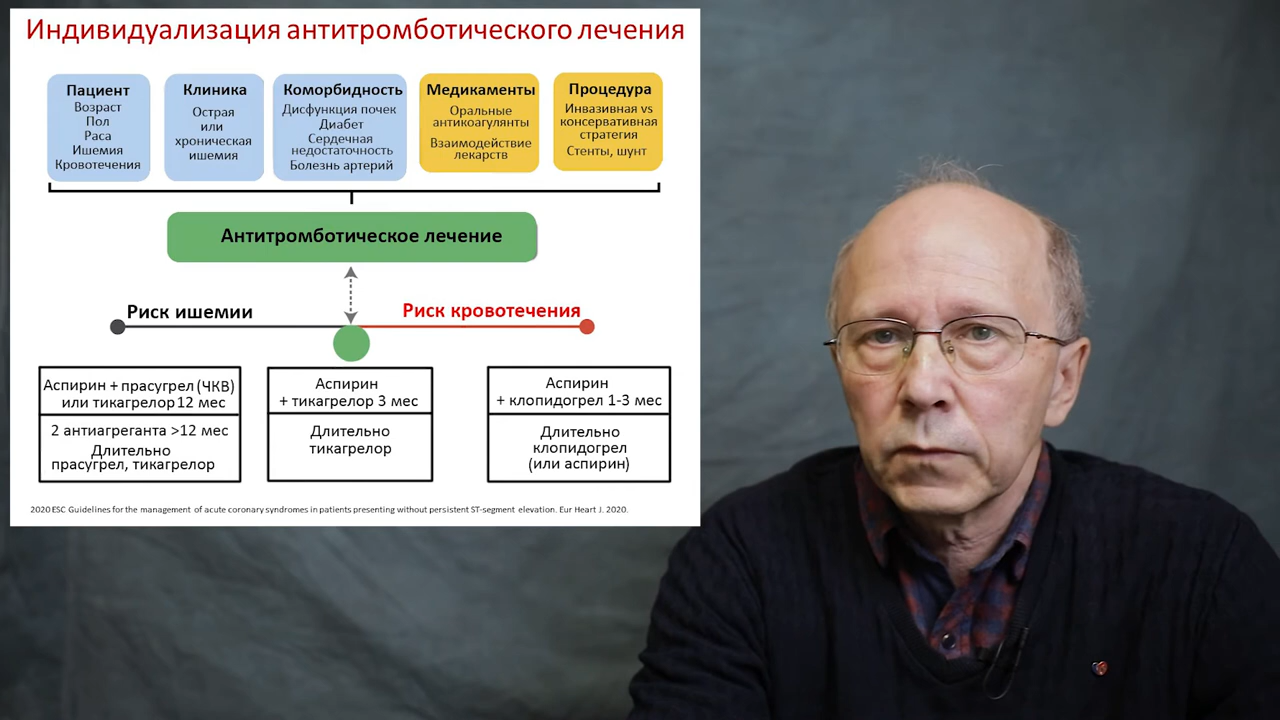 Индивидуализация антитромботического лечения
Пациент
Возраст
Пол
Раса
Ишемия
Кровотечения
Клиника
Острая
или
хроническая
ишемия
Коморбидность
Дисфункция почек
Диабет
Сердечная
недостаточность
Болезнь артерий
Медикаменты
Оральные
антикоагулянты
Взаимодействие
лекарств
Процедура
Инвазивная vs
консервативная
стратегия
Стенты, шунт
Антитромботическое лечение
Риск ишемии
Риск кровотечения
Аспирин + прасугрел (ЧКВ)
или тикагрелор 12 мес
2 антиагреганта >12 мес
Длительно
прасугрел, тикагрелор
Аспирин
+ тикагрелор 3 мес
Длительно
тикагрелор
Аспирин
+ клопидогрел 1-3 мес
Длительно
клопидогрел
(или аспирин)
2020 ESC Guidelines for the management of acute coronary syndromes in patients presenting without persistent ST-segment elevation. Eur Heart J. 2020.